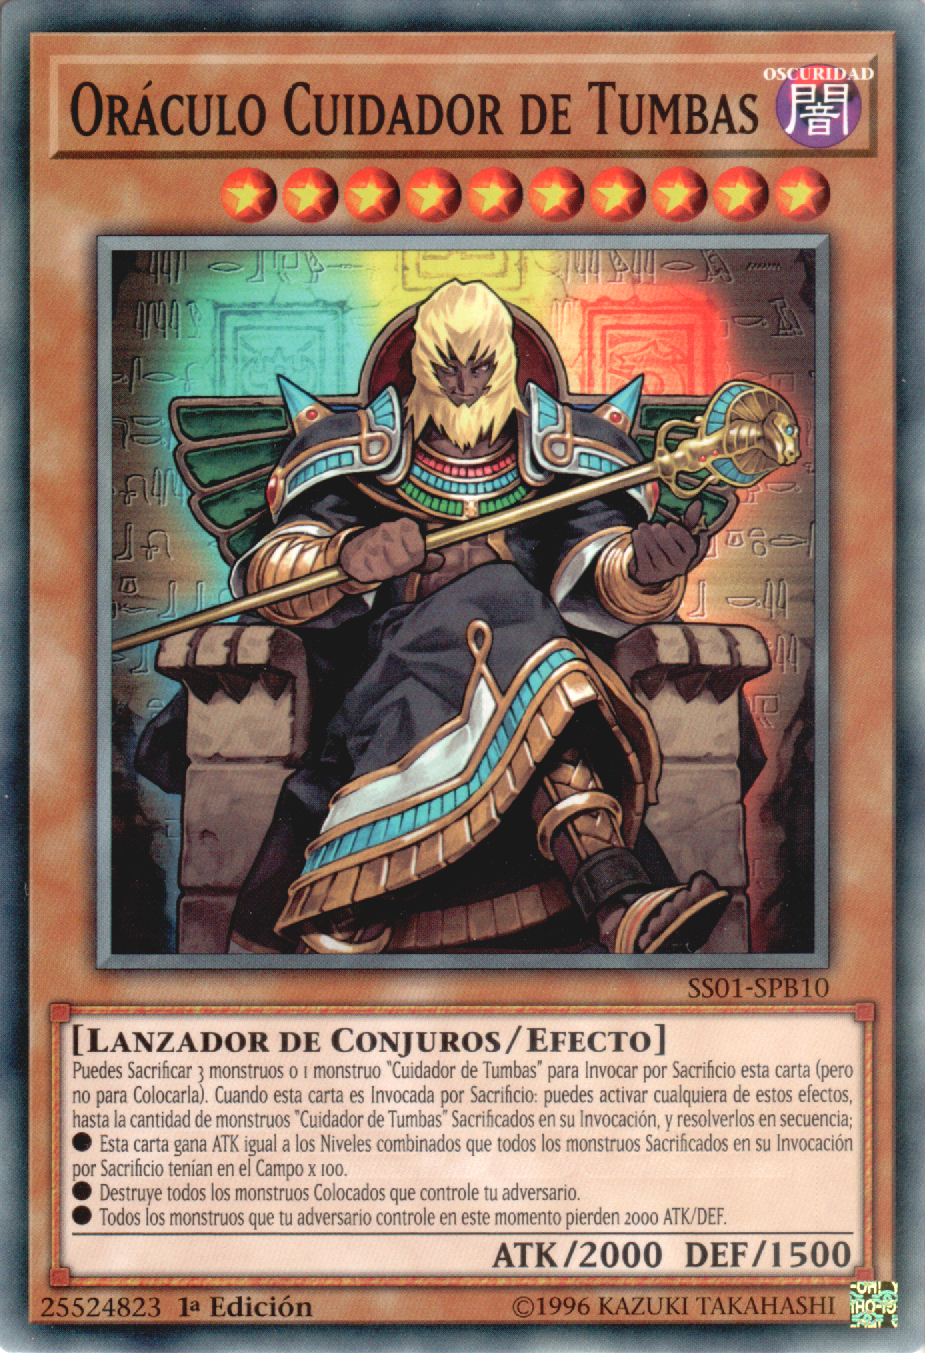 ORÁCULO CUIDADOR DE TUMBAS
OSCURIDAD
闇
SS01-SPB10
[LANZADOR DE CONJUROS/EFECTO]
Puedes Sacrificar 3 monstruos o 1 monstruo "Cuidador de Tumbas" para Invocar por Sacrificio esta carta (pero
no para Colocarla). Cuando esta carta es Invocada por Sacrificio: puedes activar cualquiera de estos efectos,
hasta la cantidad de monstruos "Cuidador de Tumbas" Sacrificados en su Invocación, y resolverlos en secuencia;
● Esta carta gana ATK igual a los Niveles combinados que todos los monstruos Sacrificados en su Invocación
por Sacrificio tenían en el Campo x 100.
● Destruye todos los monstruos Colocados que controle tu adversario.
● Todos los monstruos que tu adversario controle en este momento pierden 2000 ATK/DEF.
ATK/2000 DEF/1500
25524823 1ª Edición
©1996 KAZUKI TAKAHASHI